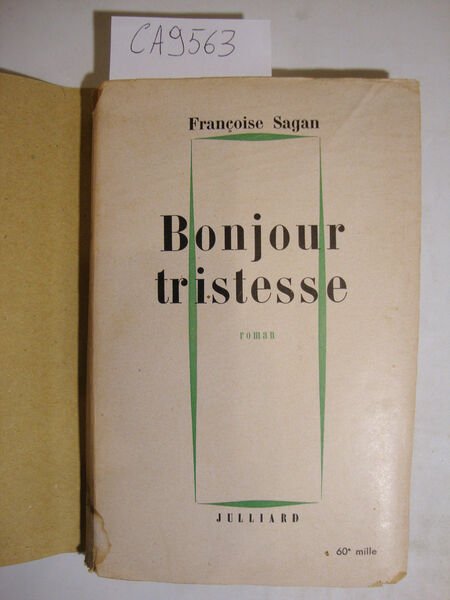 CA9563
Françoise Sagan
Bonjour
tristesse
roman
JULLIARD
60e mille